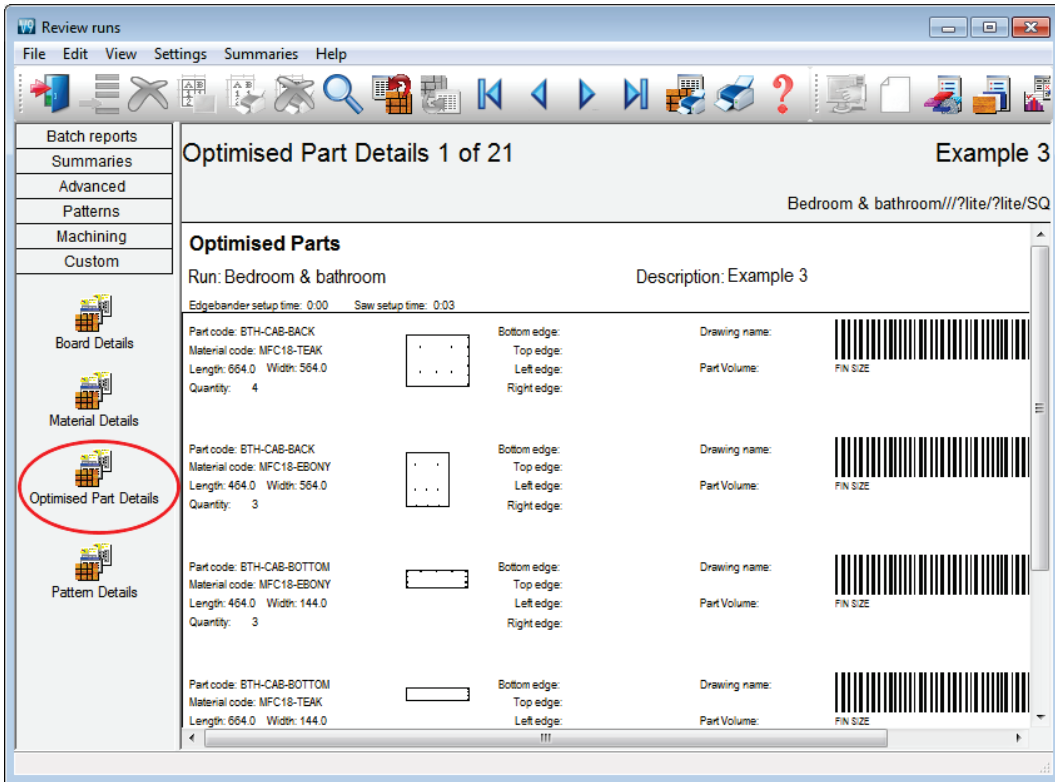 Review runs
File Edit View Settings Summaries Help
Batch reports
Summaries
Advanced
Patterns
Machining
Custom
Board Details
Material Details
Optimised Part Details
Pattern Details
Optimised Part Details 1 of 21 Example 3
Bedroom & bathroom///?lite/?lite/SQ
Optimised Parts
Run: Bedroom & bathroom Description: Example 3
Edgebander setup time: 0:00 Saw setup time: 0:03
Part code: BTH-CAB-BACK Bottom edge: Drawing name:
Material code: MFC18-TEAK Top edge:
Length: 664.0 Width: 564.0 Left edge: Part Volume: FIN SIZE
Quantity: 4 Right edge:
Part code: BTH-CAB-BACK Bottom edge: Drawing name:
Material code: MFC18-EBONY Top edge:
Length: 464.0 Width: 564.0 Left edge: Part Volume: FIN SIZE
Quantity: 3 Right edge:
Part code: BTH-CAB-BOTTOM Bottom edge: Drawing name:
Material code: MFC18-EBONY Top edge:
Length: 464.0 Width: 144.0 Left edge: Part Volume: FIN SIZE
Quantity: 3 Right edge:
Part code: BTH-CAB-BOTTOM Bottom edge: Drawing name:
Material code: MFC18-TEAK Top edge:
Length: 664.0 Width: 144.0 Left edge: Part Volume: FIN SIZE